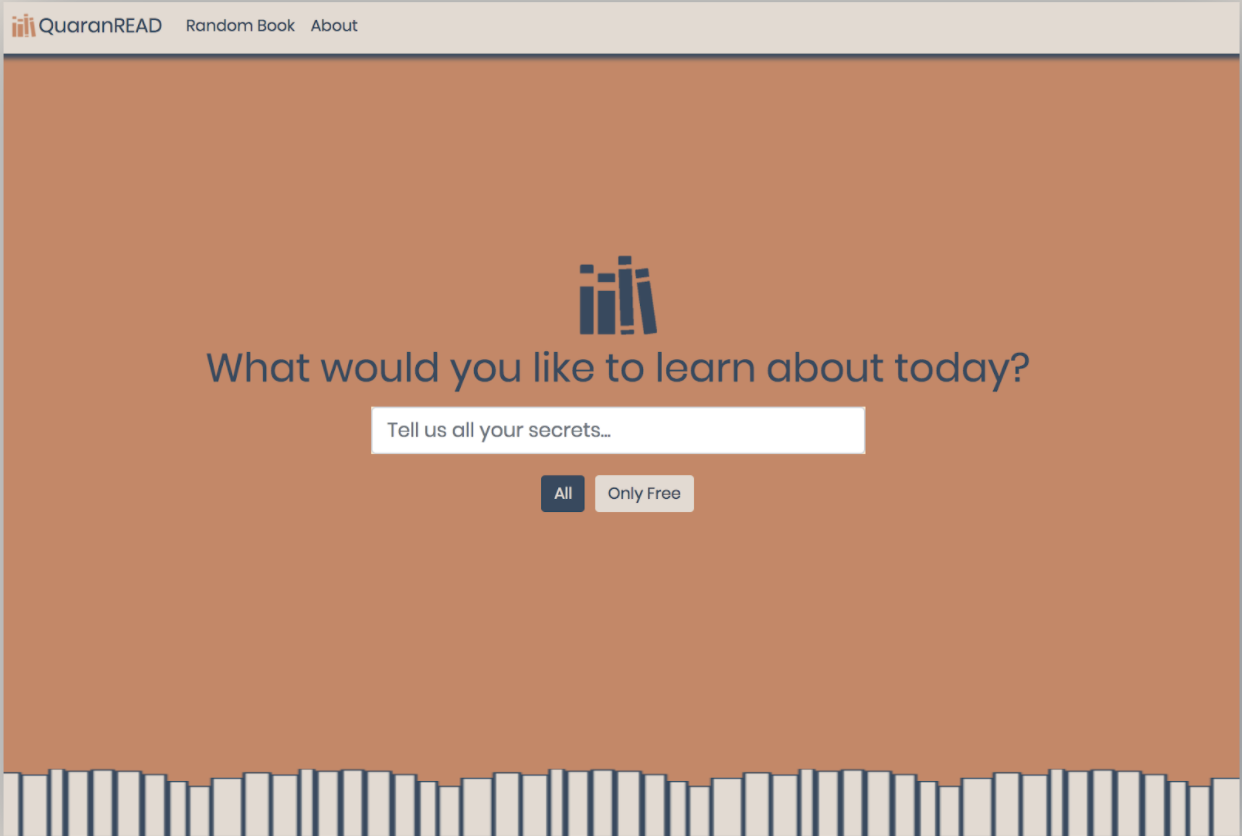 QuaranREAD Random Book About
What would you like to learn about today?
Tell us all your secrets...
All Only Free